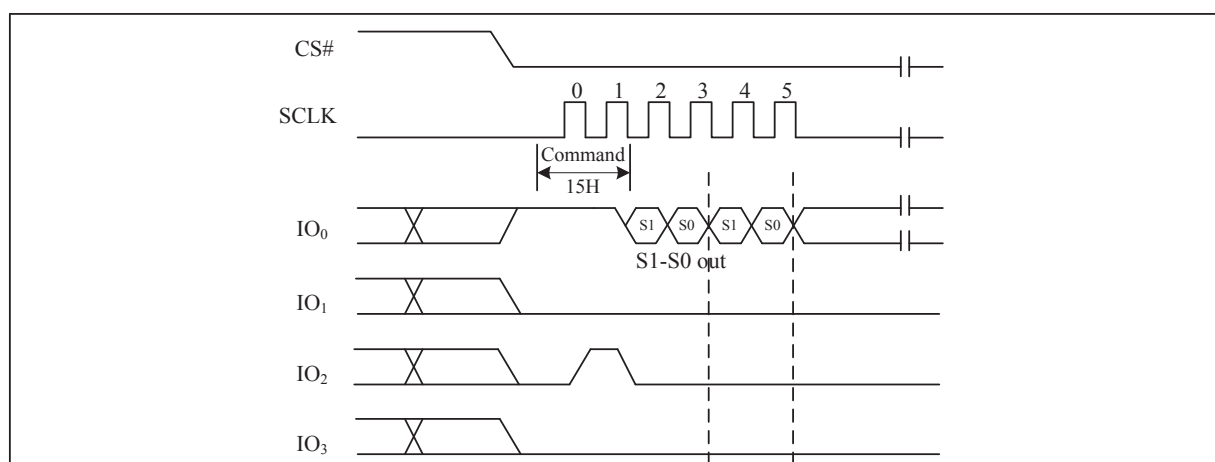 CS#
0 1 2 3 4 5
SCLK
Command
15H
IO0
S1 S0 S1 S0
S1-S0 out
IO1
IO2
IO3